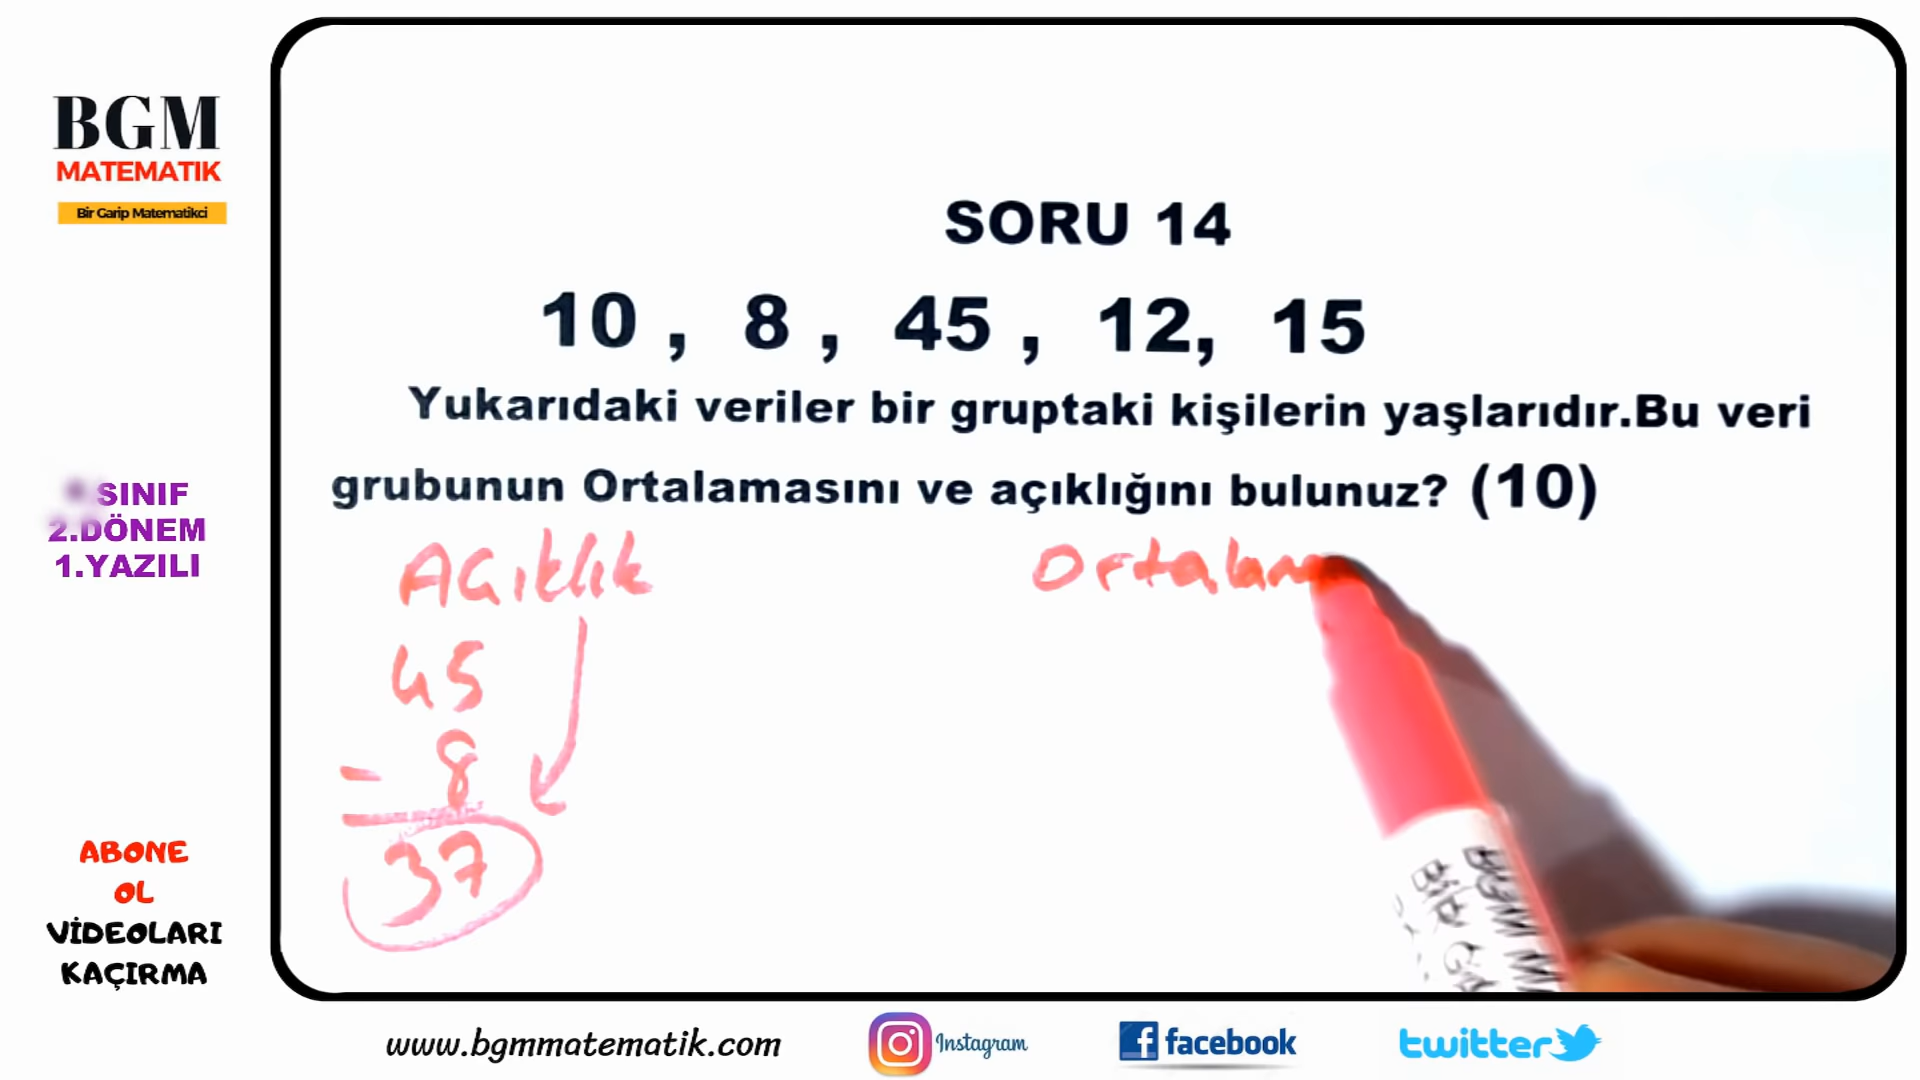 BGM
MATEMATIK
Bir Garip Matematikci
SINIF
2.DÖNEM
1.YAZILI
ABONE
OL
VİDEOLARI
KAÇIRMA
SORU 14
10 , 8 , 45 , 12, 15
Yukarıdaki veriler bir gruptaki kişilerin yaşlarıdır.Bu veri
grubunun Ortalamasını ve açıklığını bulunuz? (10)
Açıklık
45
- 8
37
Ortalam
BGM M
www.bgmmatematik.com
Instagram
facebook
twitter